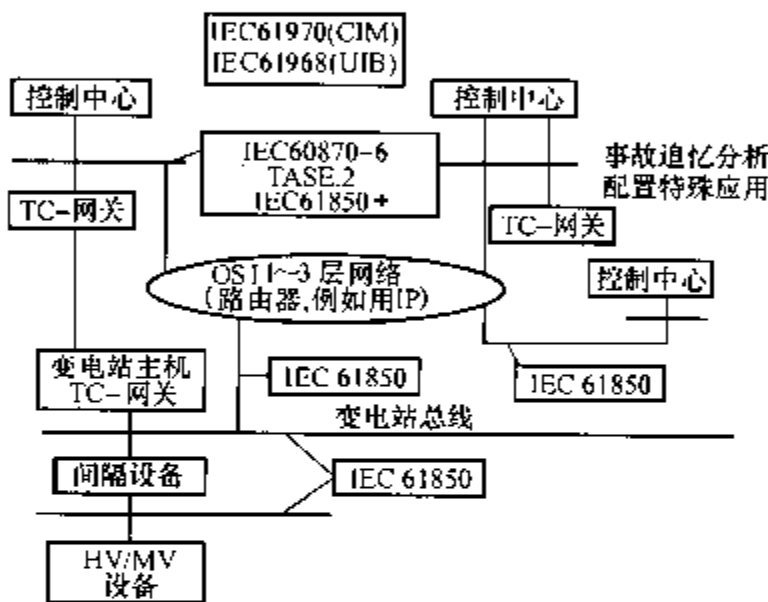 IEC61970(CIM)
IEC61968(UIB)
控制中心
控制中心
IEC60870-6
TASE.2
IEC61850+
事故追忆分析
配置特殊应用
TC-网关
TC-网关
OSI 1~3 层网络
(路由器,例如用IP)
控制中心
变电站主机
TC-网关
IEC 61850
IEC 61850
变电站总线
间隔设备
IEC 61850
HV/MV
设备